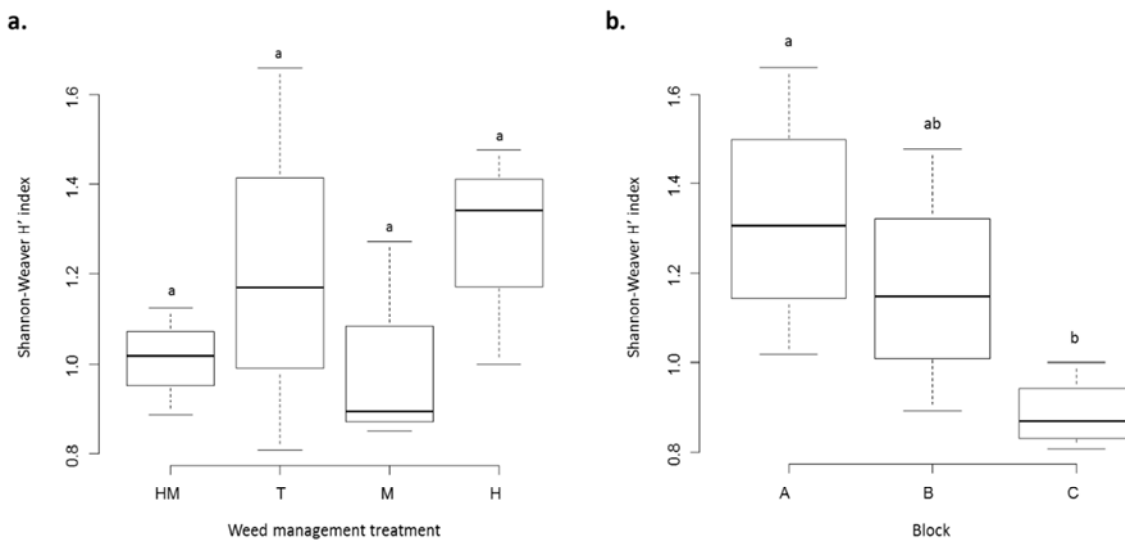 a.
Shannon-Weaver H' index
1.6
1.4
1.2
1.0
0.8
a
a
a
a
HM
T
M
H
Weed management treatment
b.
Shannon-Weaver H' index
1.6
1.4
1.2
1.0
0.8
a
ab
b
A
B
C
Block